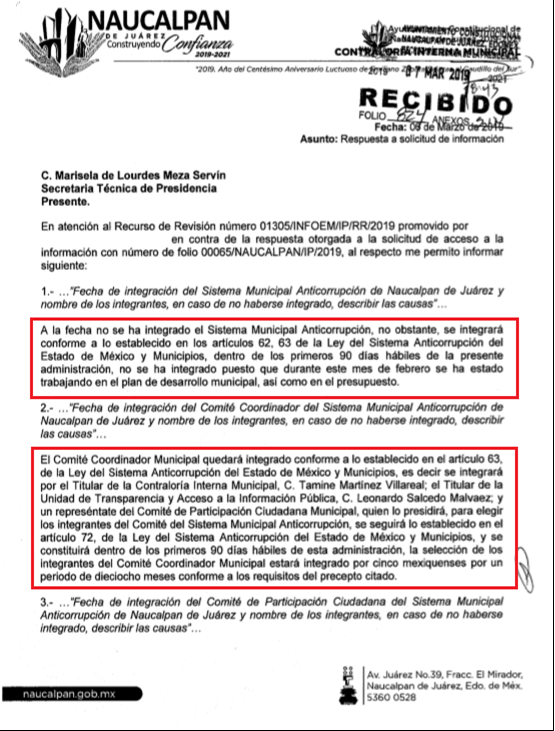 NAUCALPAN
DE JUÁREZ
Construyendo Confianza
2019-2021
CONTRALORÍA INTERNA MUNICIPAL
"2019. Año del Centésimo Aniversario Luctuoso de
07 MAR 2019
2021
18:43
RECIBIDO
FOLIO 824 ANEXOS
Fecha: de Marzo de 2019
Asunto: Respuesta a solicitud de información
C. Marisela de Lourdes Meza Servín
Secretaria Técnica de Presidencia
Presente.
En atención al Recurso de Revisión número 01305/INFOEM/IP/RR/2019 promovido por
en contra de la respuesta otorgada a la solicitud de acceso a la
información con número de folio 00065/NAUCALPAN/IP/2019, al respecto me permito informar
siguiente:
1.- ..."Fecha de integración del Sistema Municipal Anticorrupción de Naucalpan de Juárez y
nombre de los integrantes, en caso de no haberse integrado, describir las causas"...
A la fecha no se ha integrado el Sistema Municipal Anticorrupción, no obstante, se integrará
conforme a lo establecido en los artículos 62, 63 de la Ley del Sistema Anticorrupción del
Estado de México y Municipios, dentro de los primeros 90 días hábiles de la presente
administración, no se ha integrado puesto que durante este mes de febrero se ha estado
trabajando en el plan de desarrollo municipal, así como en el presupuesto.
2.- ..."Fecha de integración del Comité Coordinador del Sistema Municipal Anticorrupción de
Naucalpan de Juárez y nombre de los integrantes, en caso de no haberse integrado, describir
las causas"...
El Comité Coordinador Municipal quedará integrado conforme a lo establecido en el artículo 63,
de la Ley del Sistema Anticorrupción del Estado de México y Municipios, es decir se integrará
por el Titular de la Contraloría Interna Municipal, C. Tamine Martínez Villareal; el Titular de la
Unidad de Transparencia y Acceso a la Información Pública, C. Leonardo Salcedo Malvaez; y
un represéntate del Comité de Participación Ciudadana Municipal, quien lo presidirá, para elegir
los integrantes del Comité del Sistema Municipal Anticorrupción, se seguirá lo establecido en el
artículo 72, de la Ley del Sistema Anticorrupción del Estado de México y Municipios, y se
constituirá dentro de los primeros 90 días hábiles de esta administración, la selección de los
integrantes del Comité Coordinador Municipal estará integrado por cinco mexiquenses por un
periodo de dieciocho meses conforme a los requisitos del precepto citado.
3.- ..."Fecha de integración del Comité de Participación Ciudadana del Sistema Municipal
Anticorrupción de Naucalpan de Juárez y nombre de los integrantes, en caso de no haberse
integrado, describir las causas"...
Av. Juárez No.39, Fracc. El Mirador,
Naucalpan de Juárez, Edo. de Méx.
5360 0528
naucalpan.gob.mx